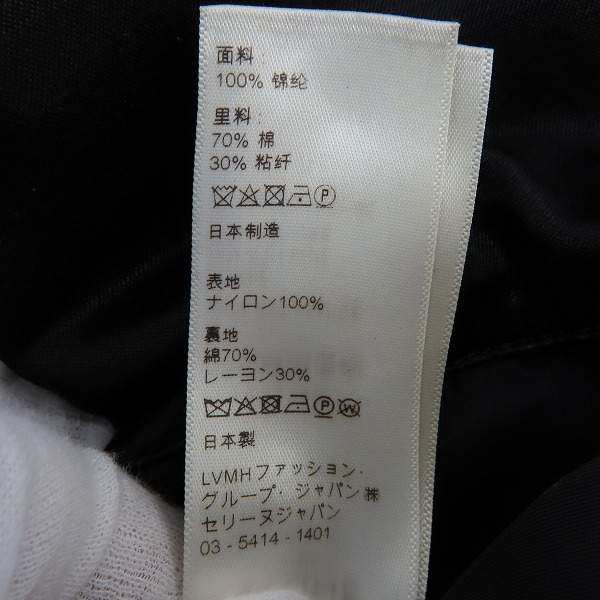 面料:
100% 锦纶
里料:
70% 棉
30% 粘纤
P
日本制造
表地
ナイロン100%
裏地
綿70%
レーヨン30%
P W
日本製
LVMHファッション・
グループ・ジャパン㈱
セリーヌジャパン
03 - 5414 - 1401